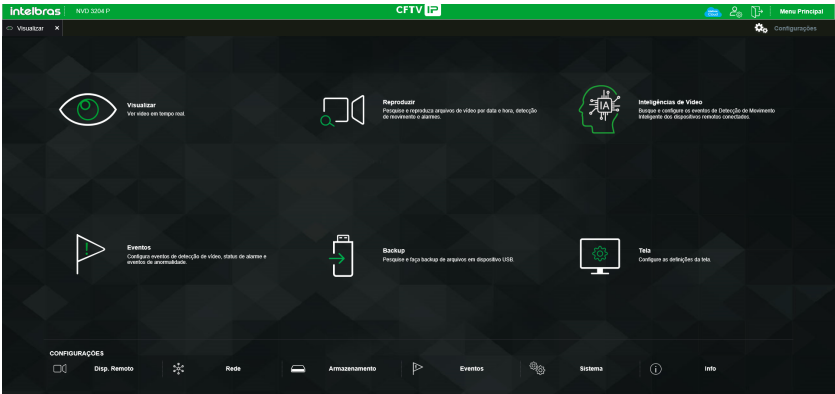 intelbras NVD 3204 P CFTV IP Menu Principal
Visualizar × Configurações
Visualizar
Ver vídeo em tempo real.
Reproduzir
Pesquise e reproduza arquivos de vídeo por data e hora, detecção
de movimento e alarmes.
IA
Inteligências de Vídeo
Busque e configure os eventos de Detecção de Movimento
Inteligente dos dispositivos remotos conectados.
Eventos
Configura eventos de detecção de vídeo, status de alarme e
eventos de anormalidade.
Backup
Pesquise e faça backup de arquivos em dispositivo USB.
Tela
Configure as definições da tela.
CONFIGURAÇÕES
Disp. Remoto Rede Armazenamento Eventos Sistema Info